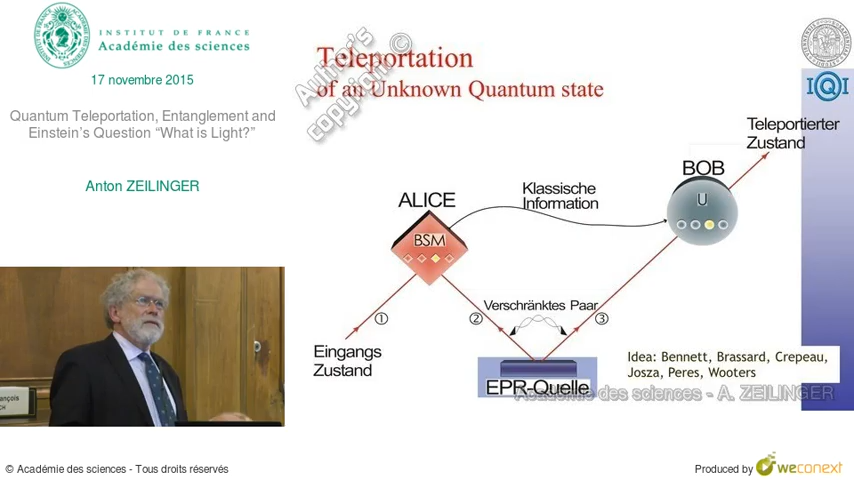 INSTITUT DE FRANCE
Académie des sciences
17 novembre 2015
Quantum Teleportation, Entanglement and
Einstein's Question “What is Light?”
Anton ZEILINGER
Teleportation
of an Unknown Quantum state
Author's
copyright ©
IQI
Teleportierter
Zustand
BOB
U
Klassische
Information
ALICE
BSM
Verschränktes Paar
1
2
3
Eingangs
Zustand
EPR-Quelle
Idea: Bennett, Brassard, Crepeau,
Josza, Peres, Wooters
Académie des sciences - A. ZEILINGER
© Académie des sciences - Tous droits réservés
Produced by weconext